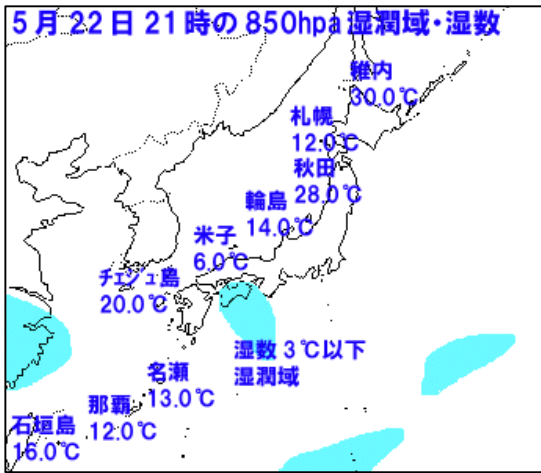 5月22日21時の850hpa湿潤域・湿数
稚内
30.0℃
札幌
12.0℃
秋田
28.0℃
輪島
14.0℃
米子
6.0℃
チェジュ島
20.0℃
湿数3℃以下
湿潤域
名瀬
13.0℃
那覇
12.0℃
石垣島
16.0℃